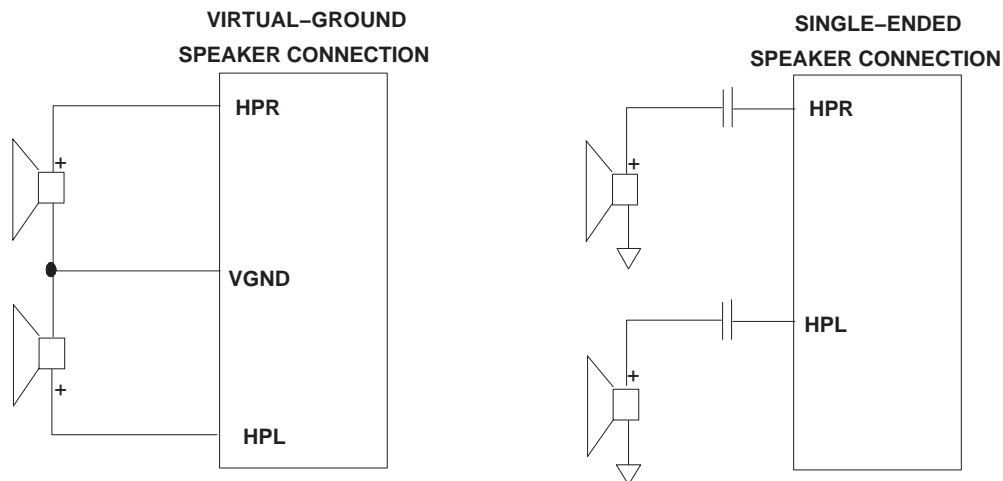 VIRTUAL–GROUND
SPEAKER CONNECTION
HPR
+
VGND
+
HPL
SINGLE–ENDED
SPEAKER CONNECTION
HPR
+
HPL
+